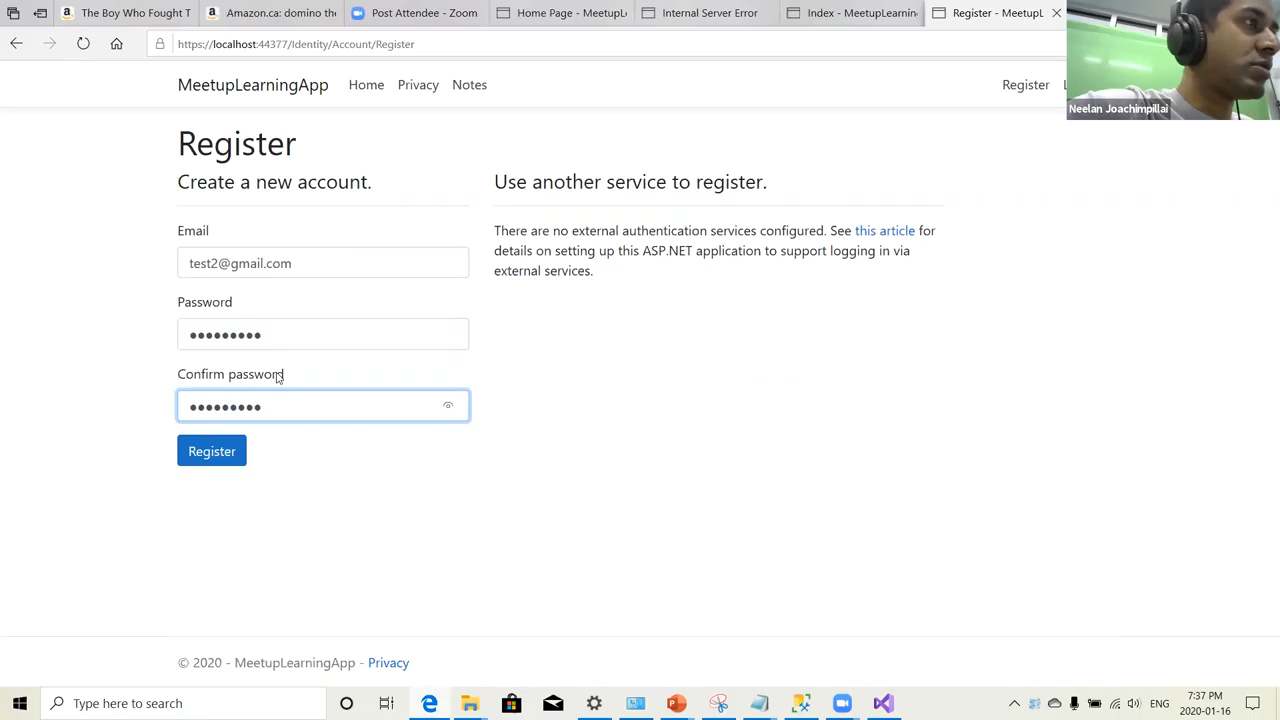 The Boy Who Fought T
Amazon.ca: domino the
Post Attendee - Zoom
Home Page - MeetupLe
Internal Server Error
Index - MeetupLearnin
Register - MeetupL
https://localhost:44377/Identity/Account/Register
MeetupLearningApp Home Privacy Notes Register
Neelan Joachimpillai
Register
Create a new account.
Email
test2@gmail.com
Password
Confirm password
Register
Use another service to register.
There are no external authentication services configured. See this article for
details on setting up this ASP.NET application to support logging in via
external services.
© 2020 - MeetupLearningApp - Privacy
Type here to search
ENG
7:37 PM
2020-01-16